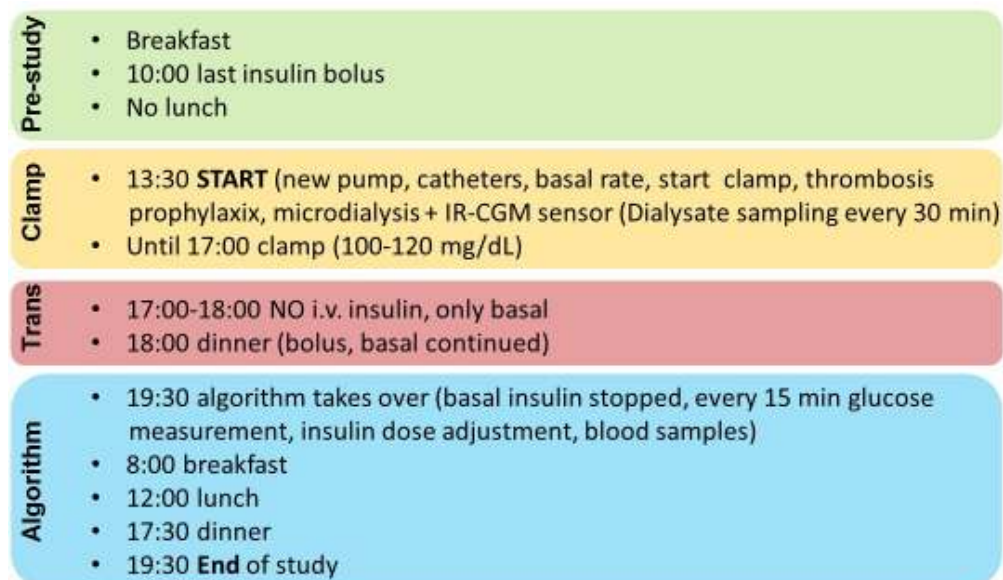 Pre-study
• Breakfast
• 10:00 last insulin bolus
• No lunch
Clamp
• 13:30 START (new pump, catheters, basal rate, start clamp, thrombosis
prophylaxix, microdialysis + IR-CGM sensor (Dialysate sampling every 30 min)
• Until 17:00 clamp (100-120 mg/dL)
Trans
• 17:00-18:00 NO i.v. insulin, only basal
• 18:00 dinner (bolus, basal continued)
Algorithm
• 19:30 algorithm takes over (basal insulin stopped, every 15 min glucose
measurement, insulin dose adjustment, blood samples)
• 8:00 breakfast
• 12:00 lunch
• 17:30 dinner
• 19:30 End of study